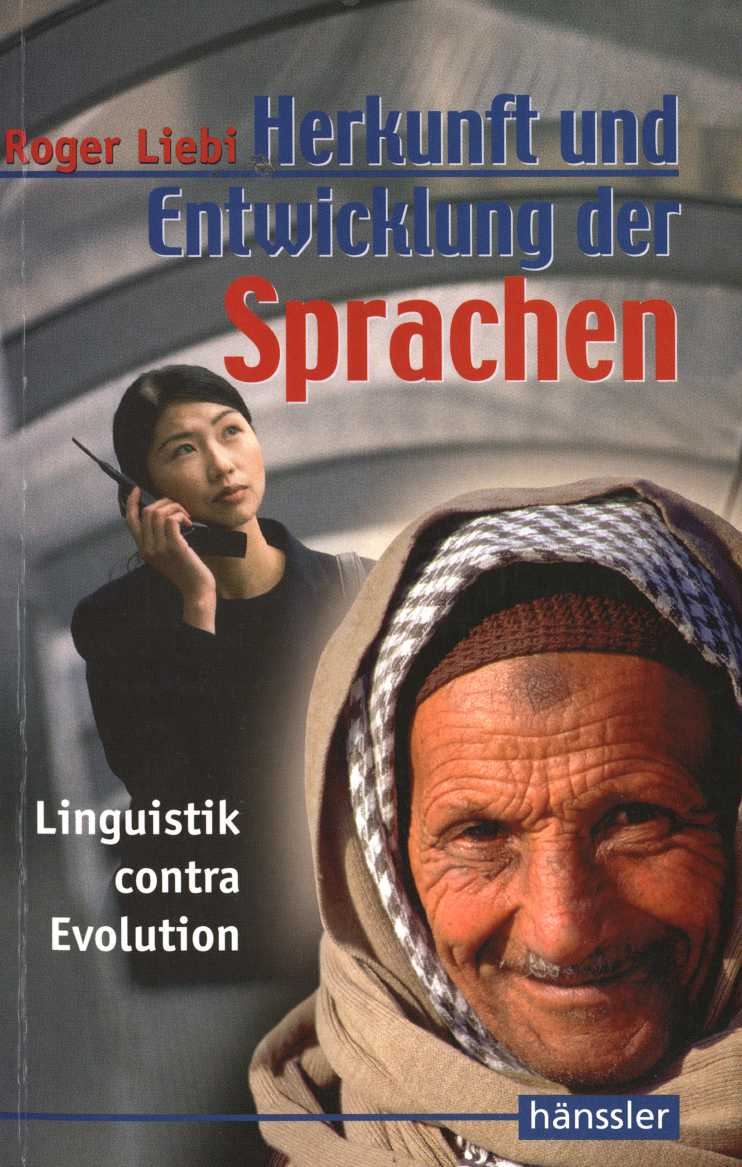 Roger Liebi Herkunft und
Entwicklung der
Sprachen
Linguistik
contra
Evolution
hänssler